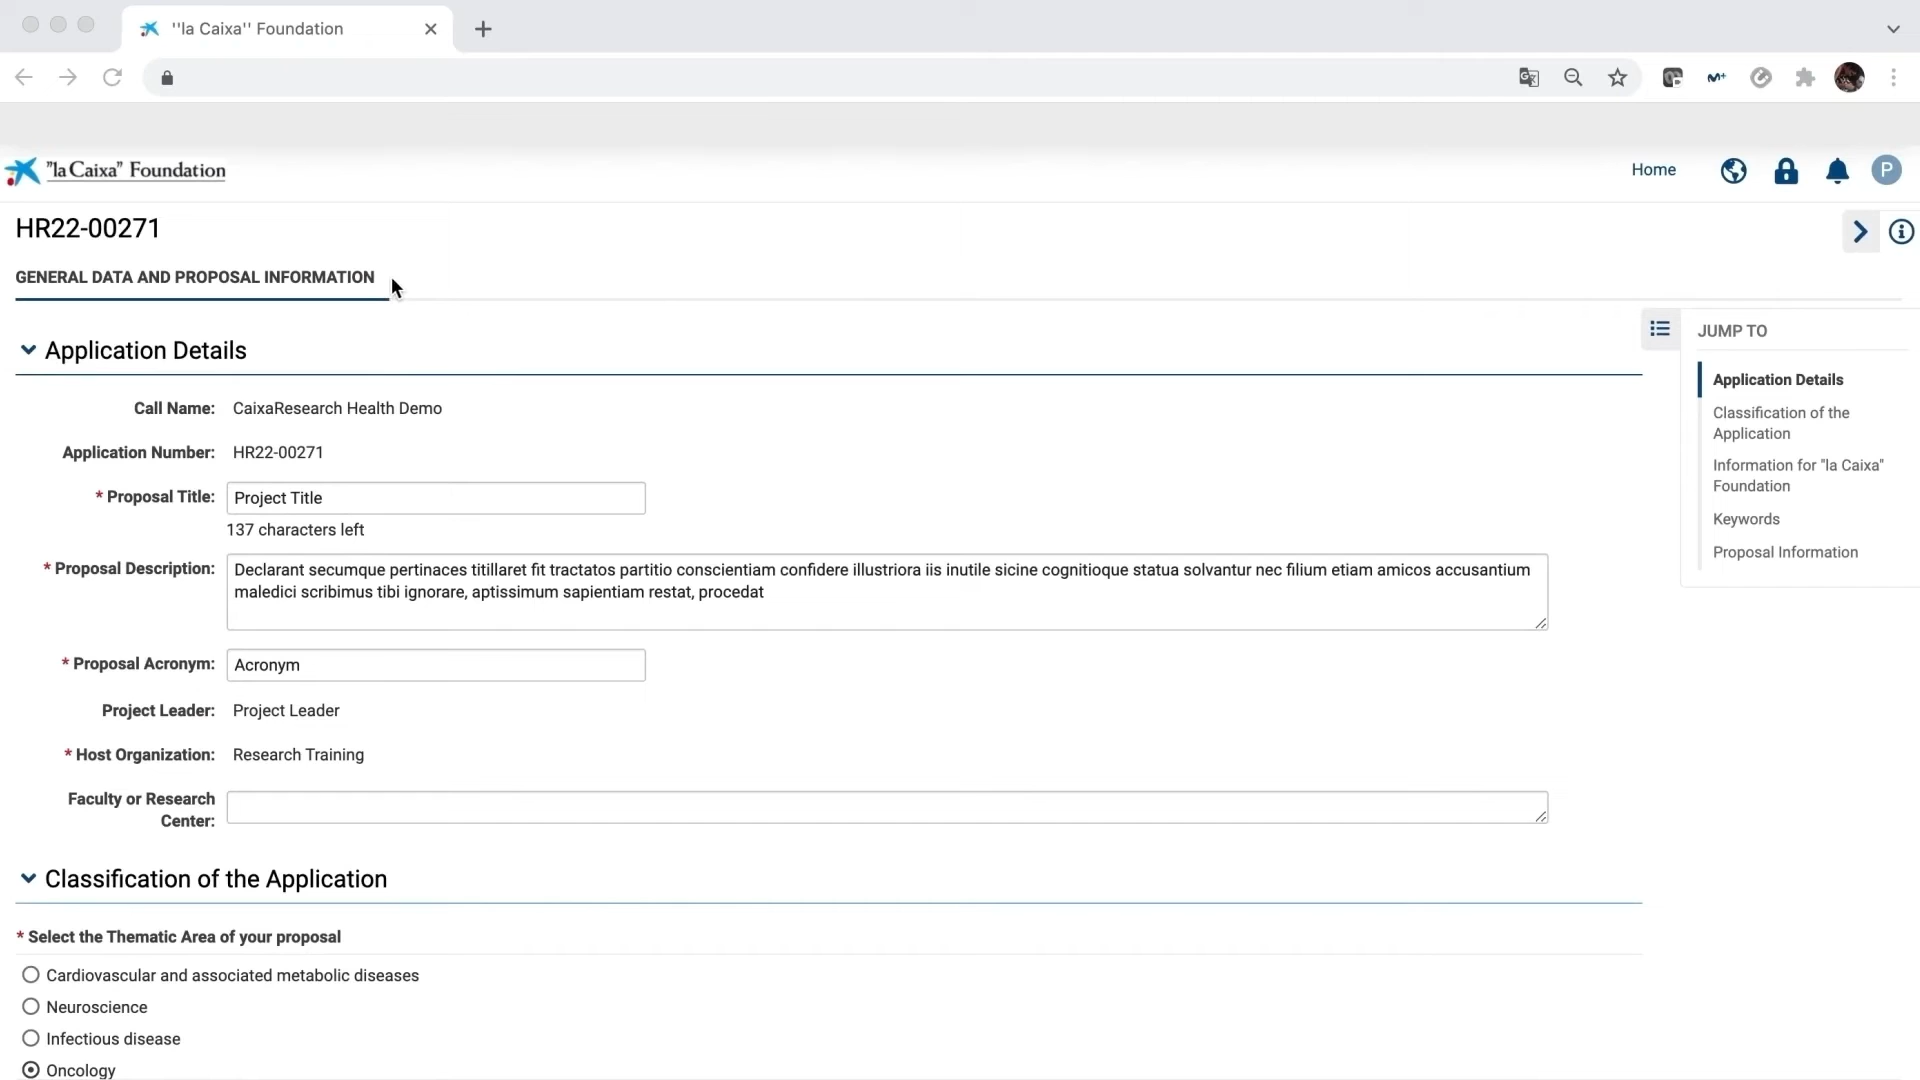 ''la Caixa'' Foundation
"la Caixa" Foundation
Home
P
HR22-00271
GENERAL DATA AND PROPOSAL INFORMATION
JUMP TO
Application Details
Classification of the
Application
Information for "la Caixa"
Foundation
Keywords
Proposal Information
Application Details
Call Name: CaixaResearch Health Demo
Application Number: HR22-00271
* Proposal Title: Project Title
137 characters left
* Proposal Description: Declarant secumque pertinaces titillaret fit tractatos partitio conscientiam confidere illustriora iis inutile sicine cognitioque statua solvantur nec filium etiam amicos accusantium
maledici scribimus tibi ignorare, aptissimum sapientiam restat, procedat
* Proposal Acronym: Acronym
Project Leader: Project Leader
* Host Organization: Research Training
Faculty or Research
Center:
Classification of the Application
* Select the Thematic Area of your proposal
Cardiovascular and associated metabolic diseases
Neuroscience
Infectious disease
Oncology